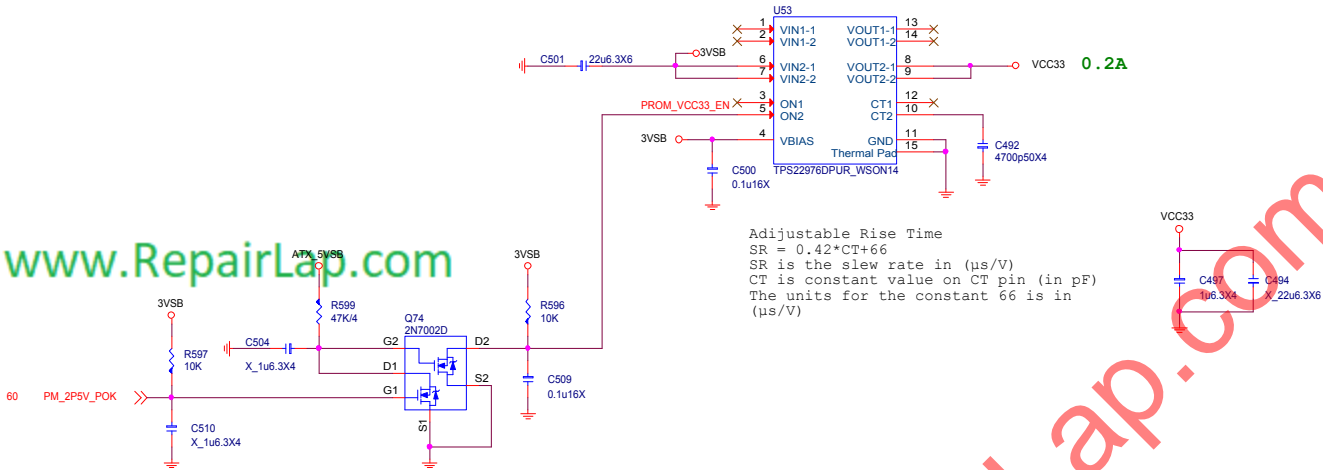 U53
1 VIN1-1 VOUT1-1 13
2 VIN1-2 VOUT1-2 14
C501 22u6.3X6 3VSB
6 VIN2-1 VOUT2-1 8
7 VIN2-2 VOUT2-2 9
VCC33 0.2A
PROM_VCC33_EN 3 ON1 CT1 12
5 ON2 CT2 10
3VSB 4 VBIAS GND 11
Thermal Pad 15
C492
4700p50X4
C500
0.1u16X
TPS22976DPUR_WSON14
Adijustable Rise Time
SR = 0.42*CT+66
SR is the slew rate in (µs/V)
CT is constant value on CT pin (in pF)
The units for the constant 66 is in
(µs/V)
VCC33
C497
1u6.3X4
C494
X_22u6.3X6
www.RepairLap.com
ATX_5VSB
3VSB
3VSB
R599
47K/4
R596
10K
Q74
2N7002D
R597
10K
C504
X_1u6.3X4
G2 D2
D1 S2
G1
S1
C509
0.1u16X
60 PM_2P5V_POK
C510
X_1u6.3X4
Lap.com